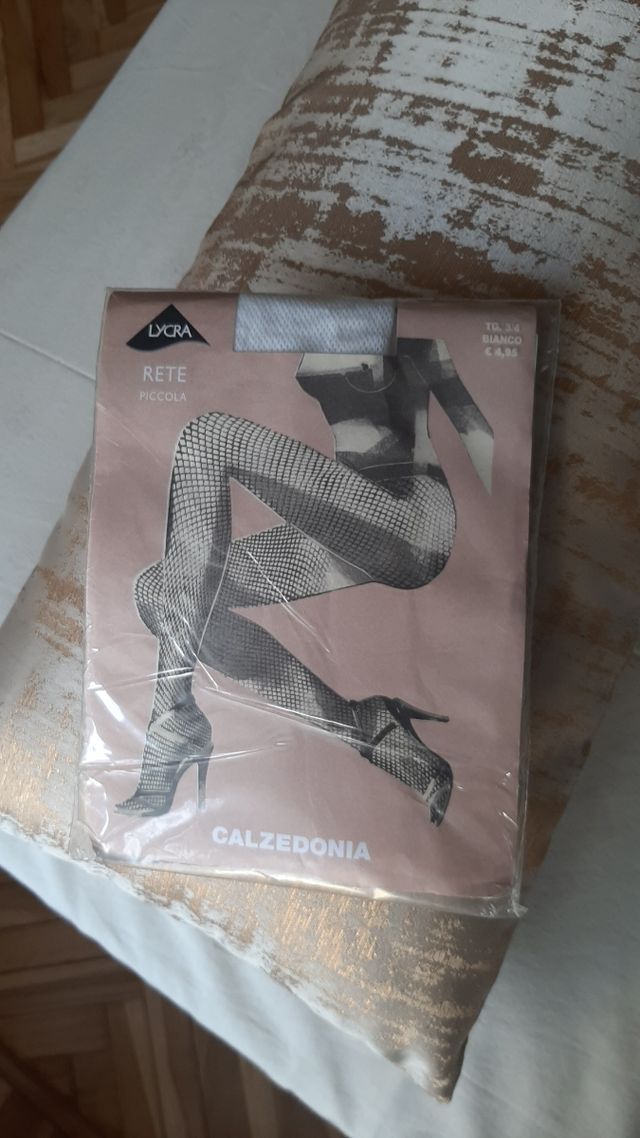 LYCRA
RETE
PICCOLA
TG. 3/4
BIANCO
€ 4,95
CALZEDONIA